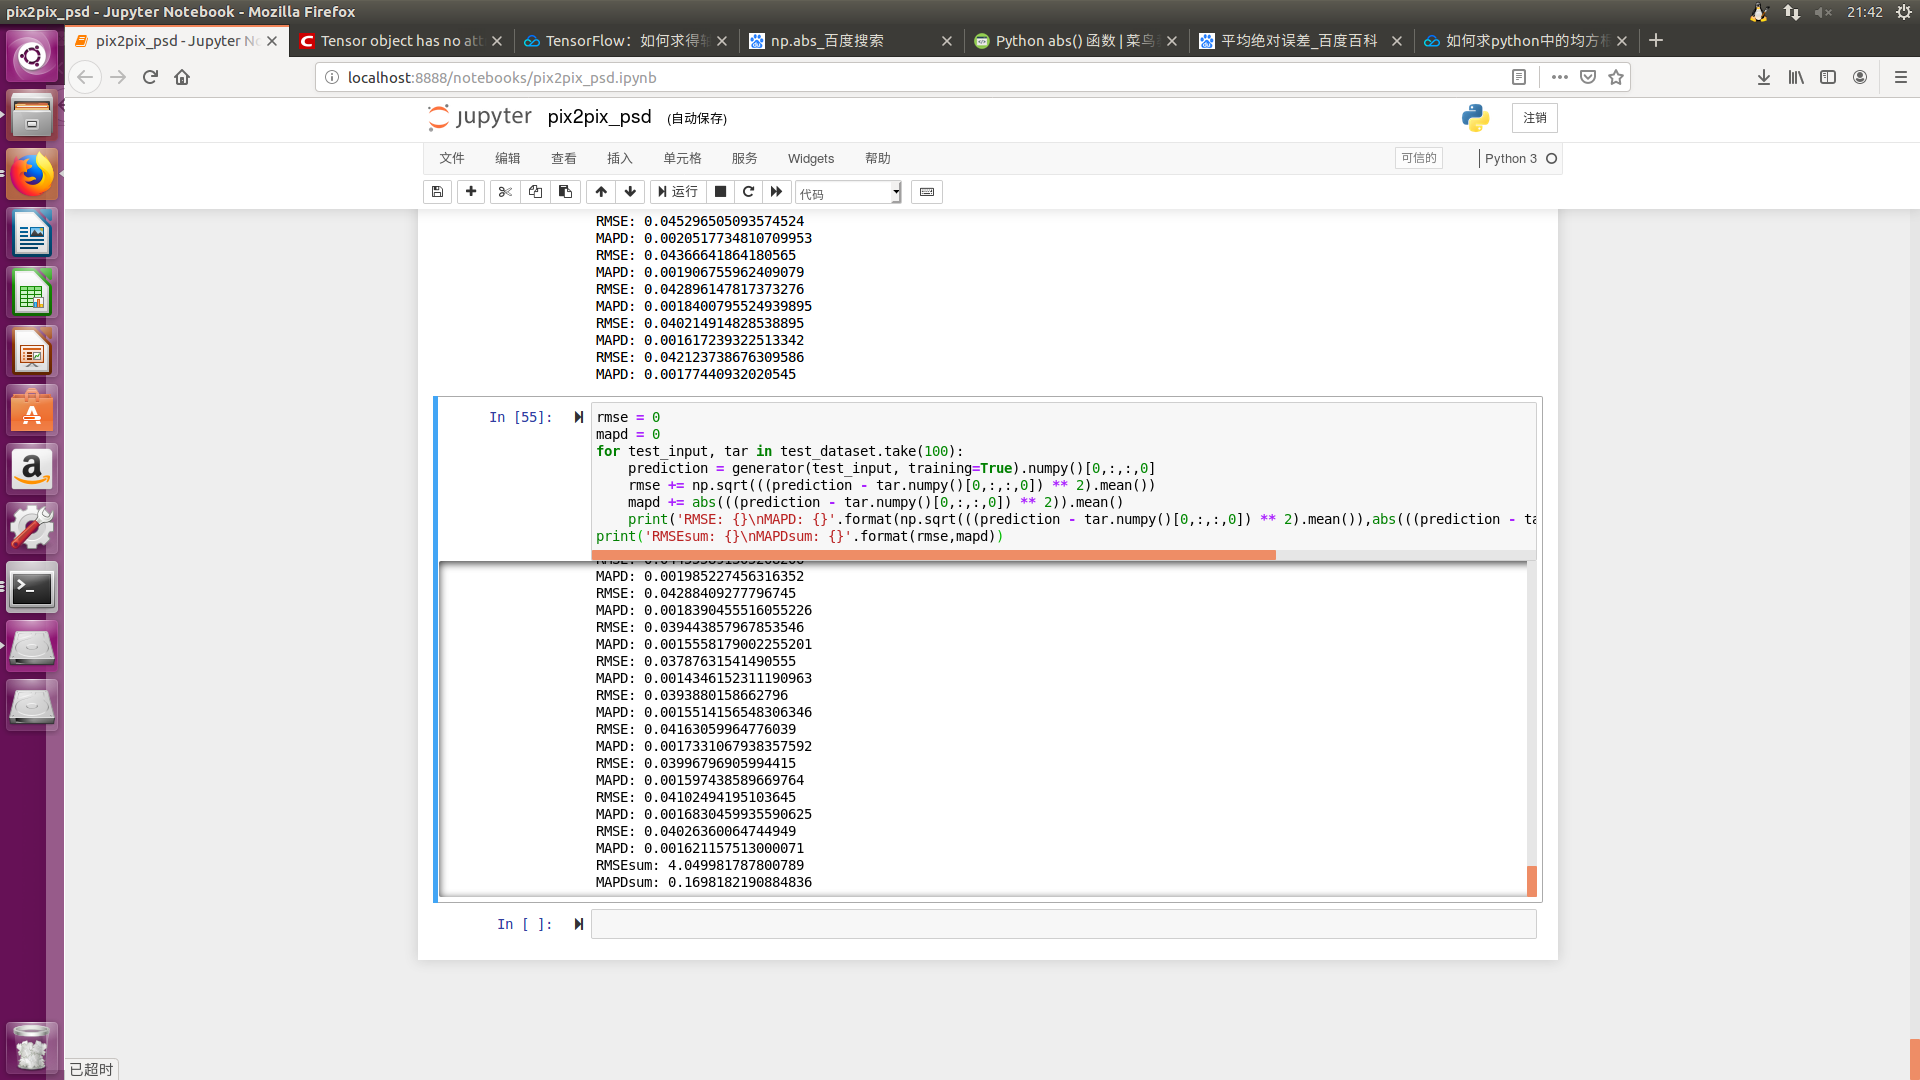 pix2pix_psd - Jupyter Notebook - Mozilla Firefox
21:42
pix2pix_psd - Jupyter No
Tensor object has no att
TensorFlow：如何求得轴
np.abs_百度搜索
Python abs() 函数 | 菜鸟
平均绝对误差_百度百科
如何求python中的均方根
localhost:8888/notebooks/pix2pix_psd.ipynb
jupyter pix2pix_psd (自动保存)
注销
文件 编辑 查看 插入 单元格 服务 Widgets 帮助
可信的
Python 3
运行
代码
RMSE: 0.045296505093574524
MAPD: 0.0020517734810709953
RMSE: 0.04366641864180565
MAPD: 0.001906755962409079
RMSE: 0.042896147817373276
MAPD: 0.0018400795524939895
RMSE: 0.040214914828538895
MAPD: 0.001617239322513342
RMSE: 0.042123738676309586
MAPD: 0.00177440932020545
In [55]:
rmse = 0
mapd = 0
for test_input, tar in test_dataset.take(100):
    prediction = generator(test_input, training=True).numpy()[0,:,:,0]
    rmse += np.sqrt(((prediction - tar.numpy()[0,:,:,0]) ** 2).mean())
    mapd += abs(((prediction - tar.numpy()[0,:,:,0]) ** 2)).mean()
    print('RMSE: {}\nMAPD: {}'.format(np.sqrt(((prediction - tar.numpy()[0,:,:,0]) ** 2).mean()),abs(((prediction - ta
print('RMSEsum: {}\nMAPDsum: {}'.format(rmse,mapd))
MAPD: 0.001985227456316352
RMSE: 0.04288409277796745
MAPD: 0.0018390455516055226
RMSE: 0.039443857967853546
MAPD: 0.0015558179002255201
RMSE: 0.03787631541490555
MAPD: 0.0014346152311190963
RMSE: 0.0393880158662796
MAPD: 0.0015514156548306346
RMSE: 0.04163059964776039
MAPD: 0.0017331067938357592
RMSE: 0.03996796905994415
MAPD: 0.001597438589669764
RMSE: 0.04102494195103645
MAPD: 0.0016830459935590625
RMSE: 0.04026360064744949
MAPD: 0.001621157513000071
RMSEsum: 4.049981787800789
MAPDsum: 0.1698182190884836
In [ ]:
已超时